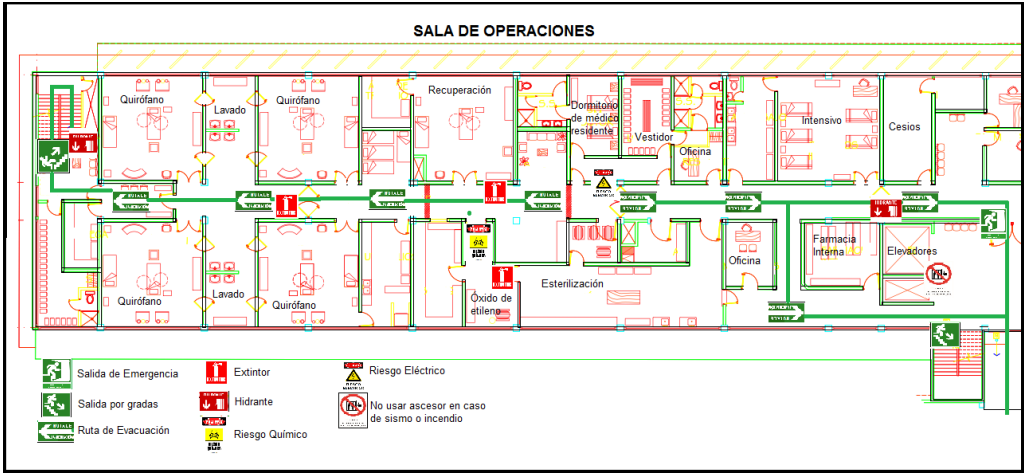 SALA DE OPERACIONES
Quirófano
Lavado
Quirófano
Recuperación
Dormitorio
de médico
residente
Vestidor
Oficina
Intensivo
Cesios
HIDRANTE
HIDRANTE
Quirófano
Lavado
Quirófano
Óxido de
etileno
Esterilización
Oficina
Farmacia
Interna
Elevadores
Salida de Emergencia
Salida por gradas
Ruta de Evacuación
Extintor
Hidrante
Riesgo Químico
Riesgo Eléctrico
No usar ascesor en caso
de sismo o incendio